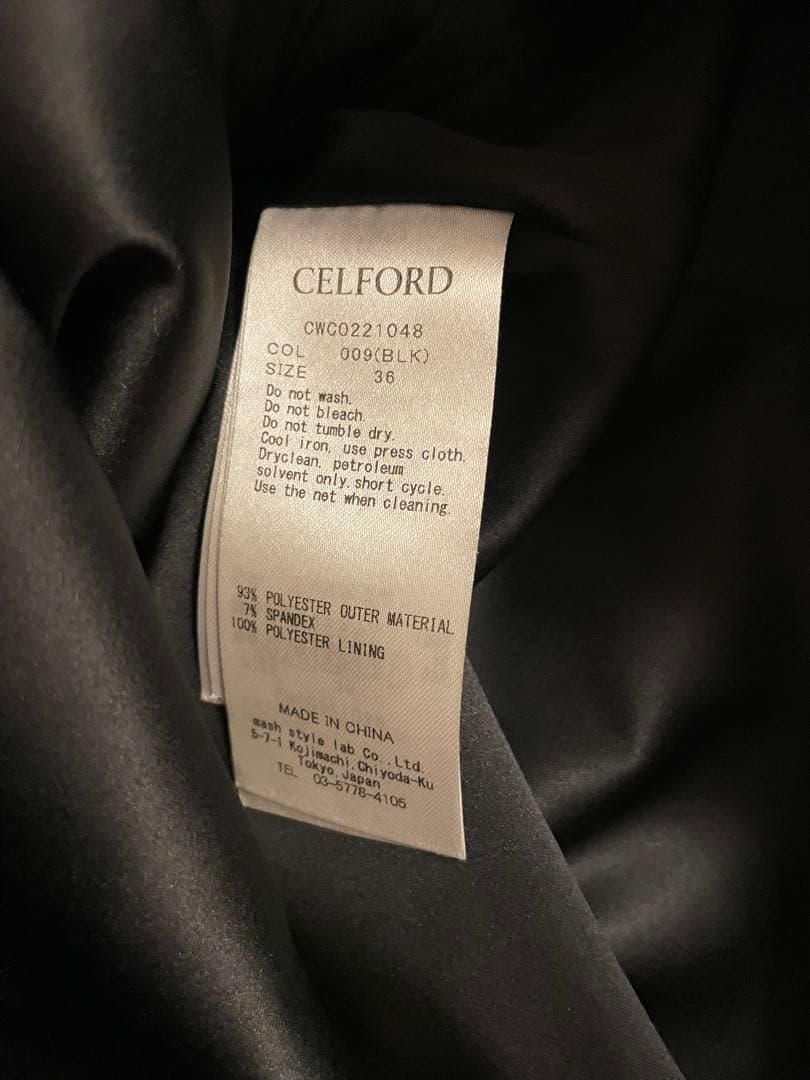 CELFORD
CWCO221048
COL 009(BLK)
SIZE 36
Do not wash.
Do not bleach.
Do not tumble dry.
Cool iron, use press cloth.
Dryclean, petroleum
solvent only.short cycle.
Use the net when cleaning.
93% POLYESTER OUTER MATERIAL
7% SPANDEX
100% POLYESTER LINING
MADE IN CHINA
mash style lab Co.,Ltd.
5-7-1 Kojimachi,Chiyoda-Ku
Tokyo,Japan
TEL 03-5778-4105